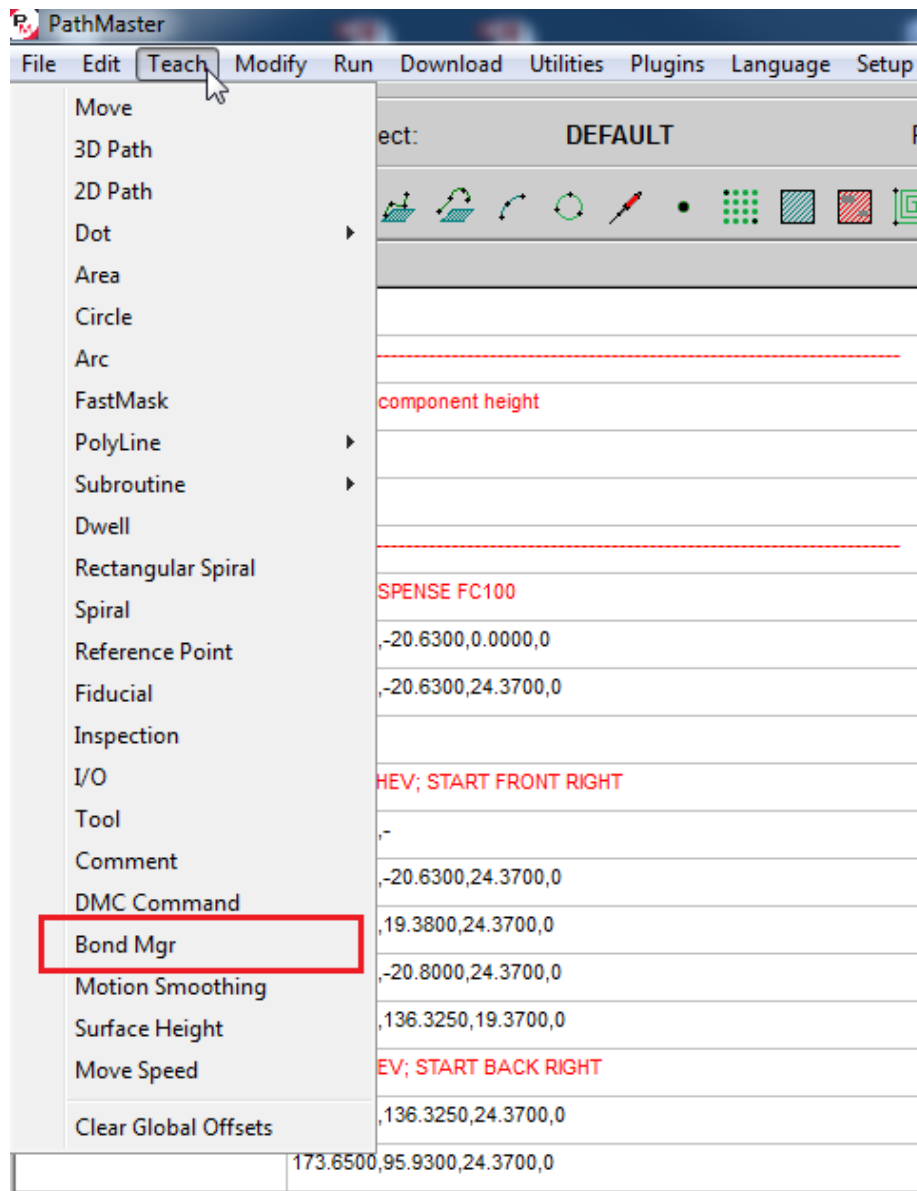 PathMaster
File Edit Teach Modify Run Download Utilities Plugins Language Setup
Move
3D Path
2D Path
Dot
Area
Circle
Arc
FastMask
PolyLine
Subroutine
Dwell
Rectangular Spiral
Spiral
Reference Point
Fiducial
Inspection
I/O
Tool
Comment
DMC Command
Bond Mgr
Motion Smoothing
Surface Height
Move Speed
Clear Global Offsets
ect: DEFAULT
component height
SPENSE FC100
,-20.6300,0.0000,0
,-20.6300,24.3700,0
HEV; START FRONT RIGHT
,-
,-20.6300,24.3700,0
,19.3800,24.3700,0
,-20.8000,24.3700,0
,136.3250,19.3700,0
EV; START BACK RIGHT
,136.3250,24.3700,0
173.6500,95.9300,24.3700,0